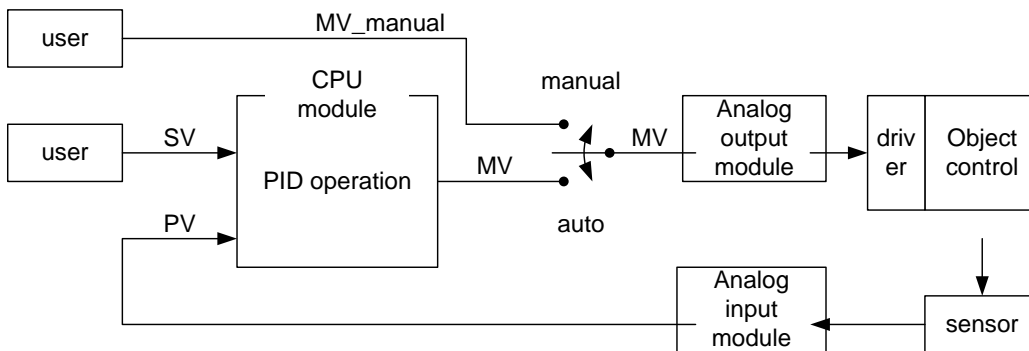 user
MV_manual
CPU
module
manual
Analog
output
module
driv
er
Object
control
user
SV
PID operation
MV
MV
PV
auto
Analog
input
module
sensor